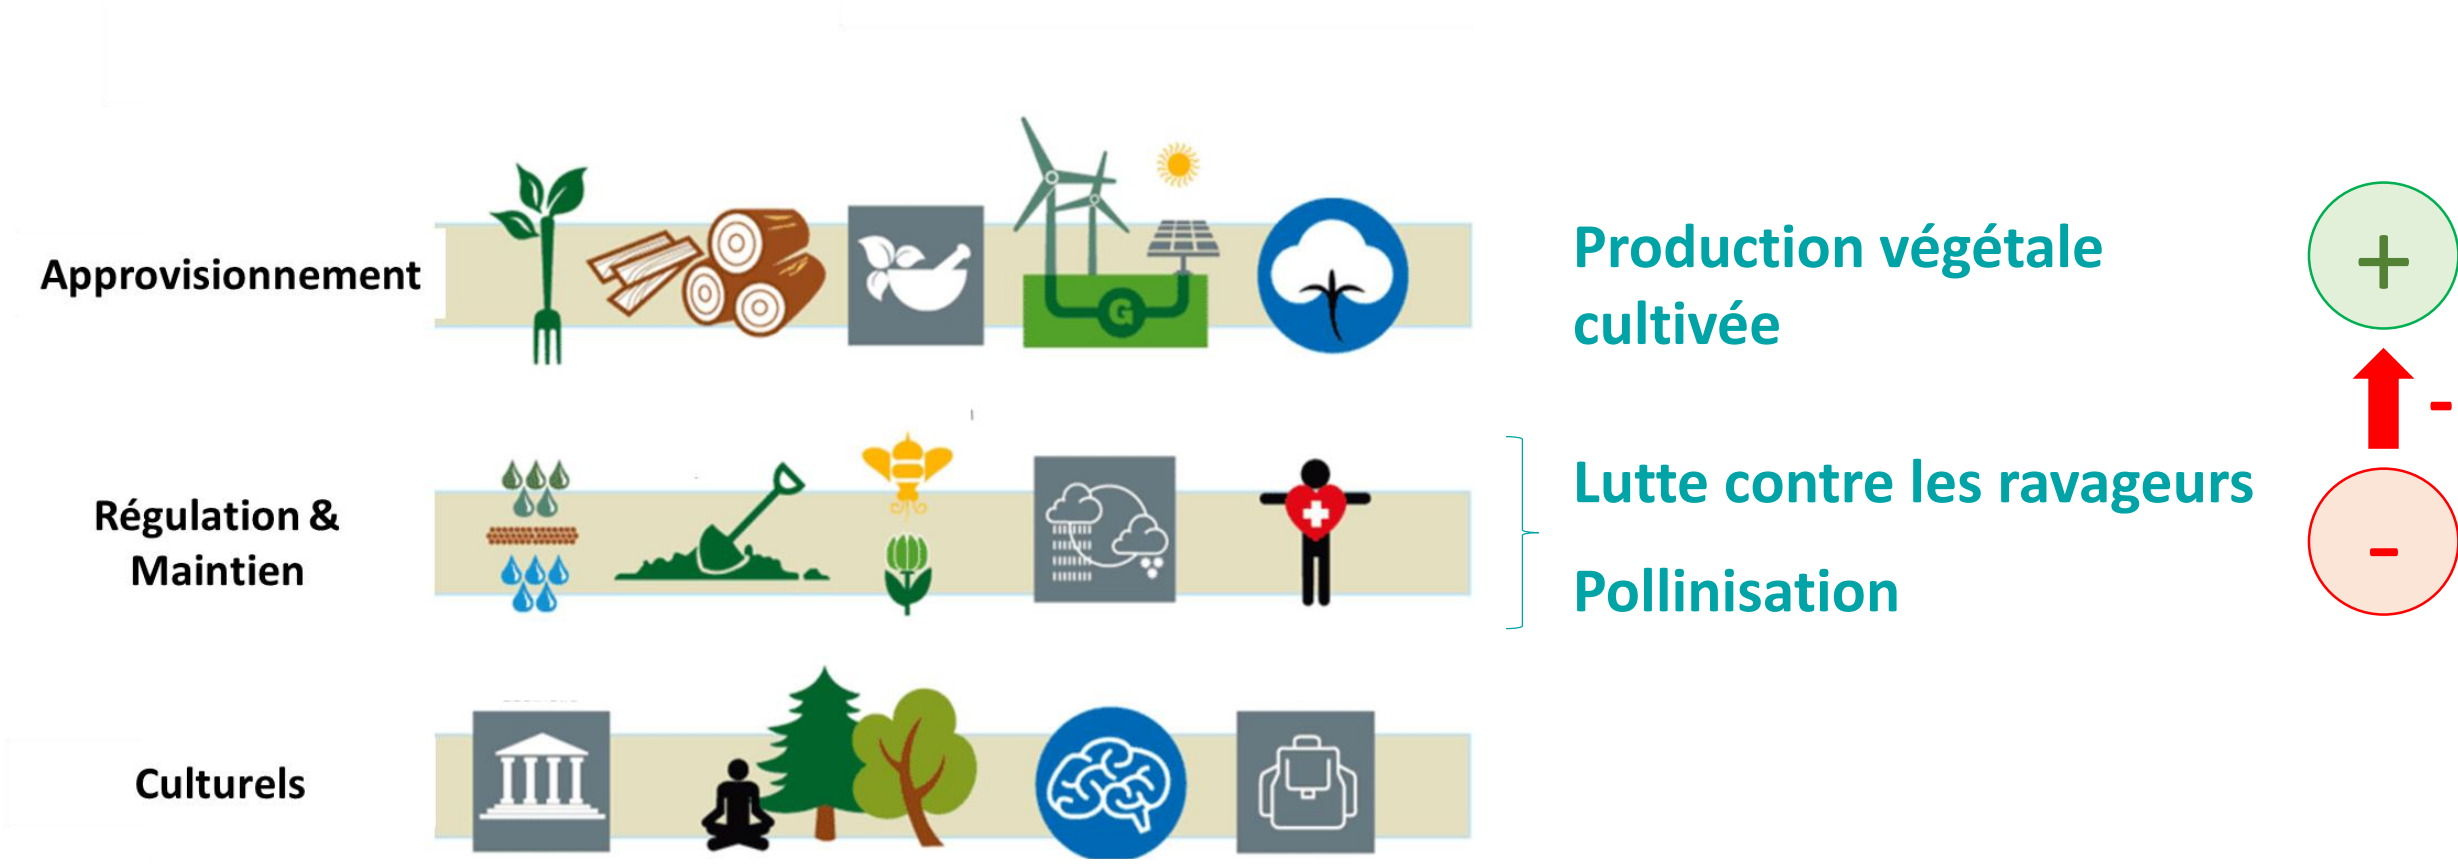 Approvisionnement
G
Production végétale
cultivée
+
-
Régulation &
Maintien
Lutte contre les ravageurs
Pollinisation
-
Culturels